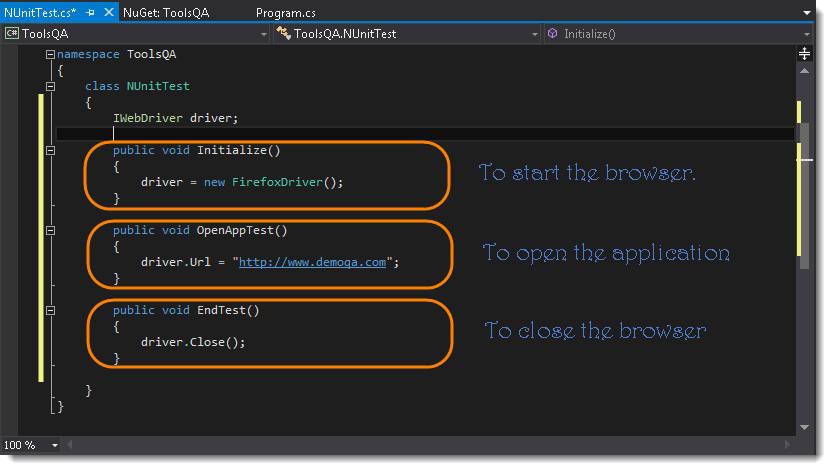 NUnitTest.cs* NuGet: ToolsQA Program.cs
C# ToolsQA ToolsQA.NUnitTest Initialize()
namespace ToolsQA
{
class NUnitTest
{
IWebDriver driver;
public void Initialize()
{
driver = new FirefoxDriver();
}
To start the browser.
public void OpenAppTest()
{
driver.Url = "http://www.demoqa.com";
}
To open the application
public void EndTest()
{
driver.Close();
}
To close the browser
}
}
100 %